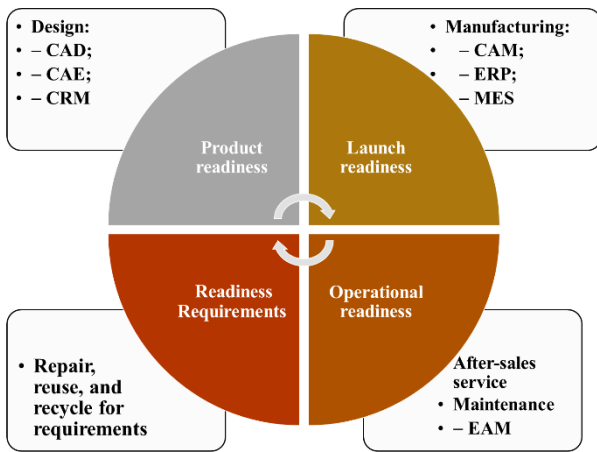 • Design:
• – CAD;
• – CAE;
• – CRM
• Manufacturing:
• – CAM;
• – ERP;
• – MES
Product
readiness
Launch
readiness
Readiness
Requirements
Operational
readiness
• Repair,
reuse, and
recycle for
requirements
After-sales
service
• Maintenance
• – EAM